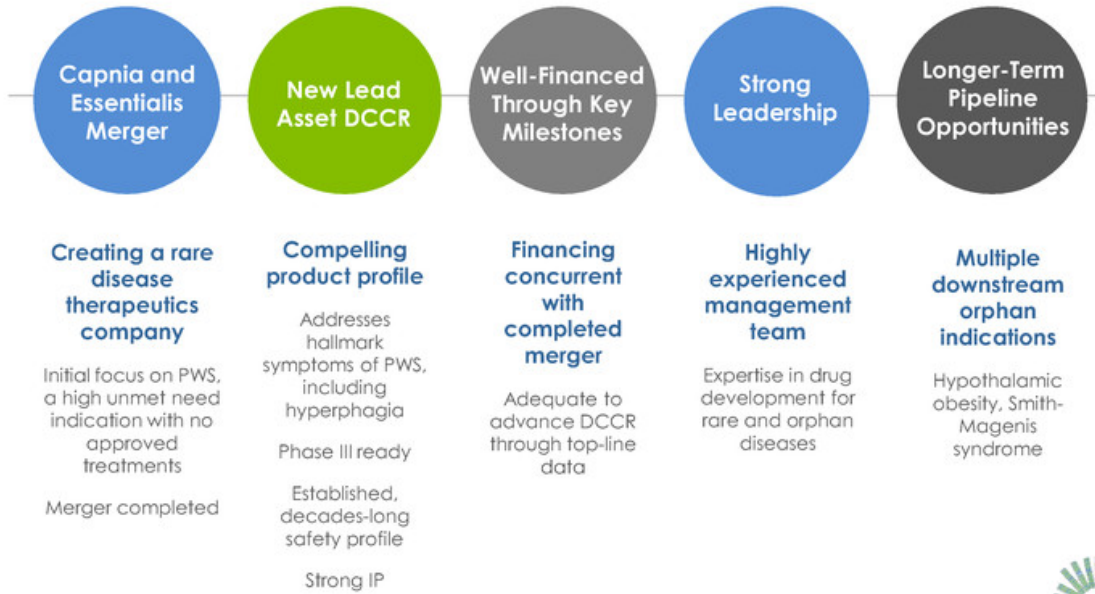 Capnia and
Essentialis
Merger
New Lead
Asset DCCR
Well-Financed
Through Key
Milestones
Strong
Leadership
Longer-Term
Pipeline
Opportunities
Creating a rare
disease
therapeutics
company
Initial focus on PWS,
a high unmet need
indication with no
approved
treatments
Merger completed
Compelling
product profile
Addresses
hallmark
symptoms of PWS,
including
hyperphagia
Phase III ready
Established,
decades-long
safety profile
Strong IP
Financing
concurrent
with
completed
merger
Adequate to
advance DCCR
through top-line
data
Highly
experienced
management
team
Expertise in drug
development for
rare and orphan
diseases
Multiple
downstream
orphan
indications
Hypothalamic
obesity, Smith-
Magenis
syndrome